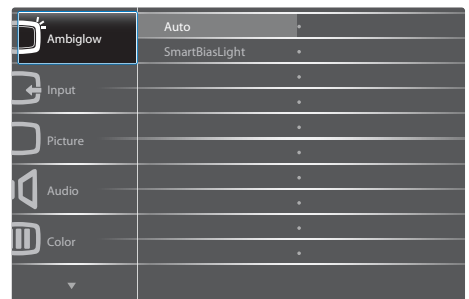 Ambiglow
Auto
SmartBiasLight
Input
Picture
Audio
Color